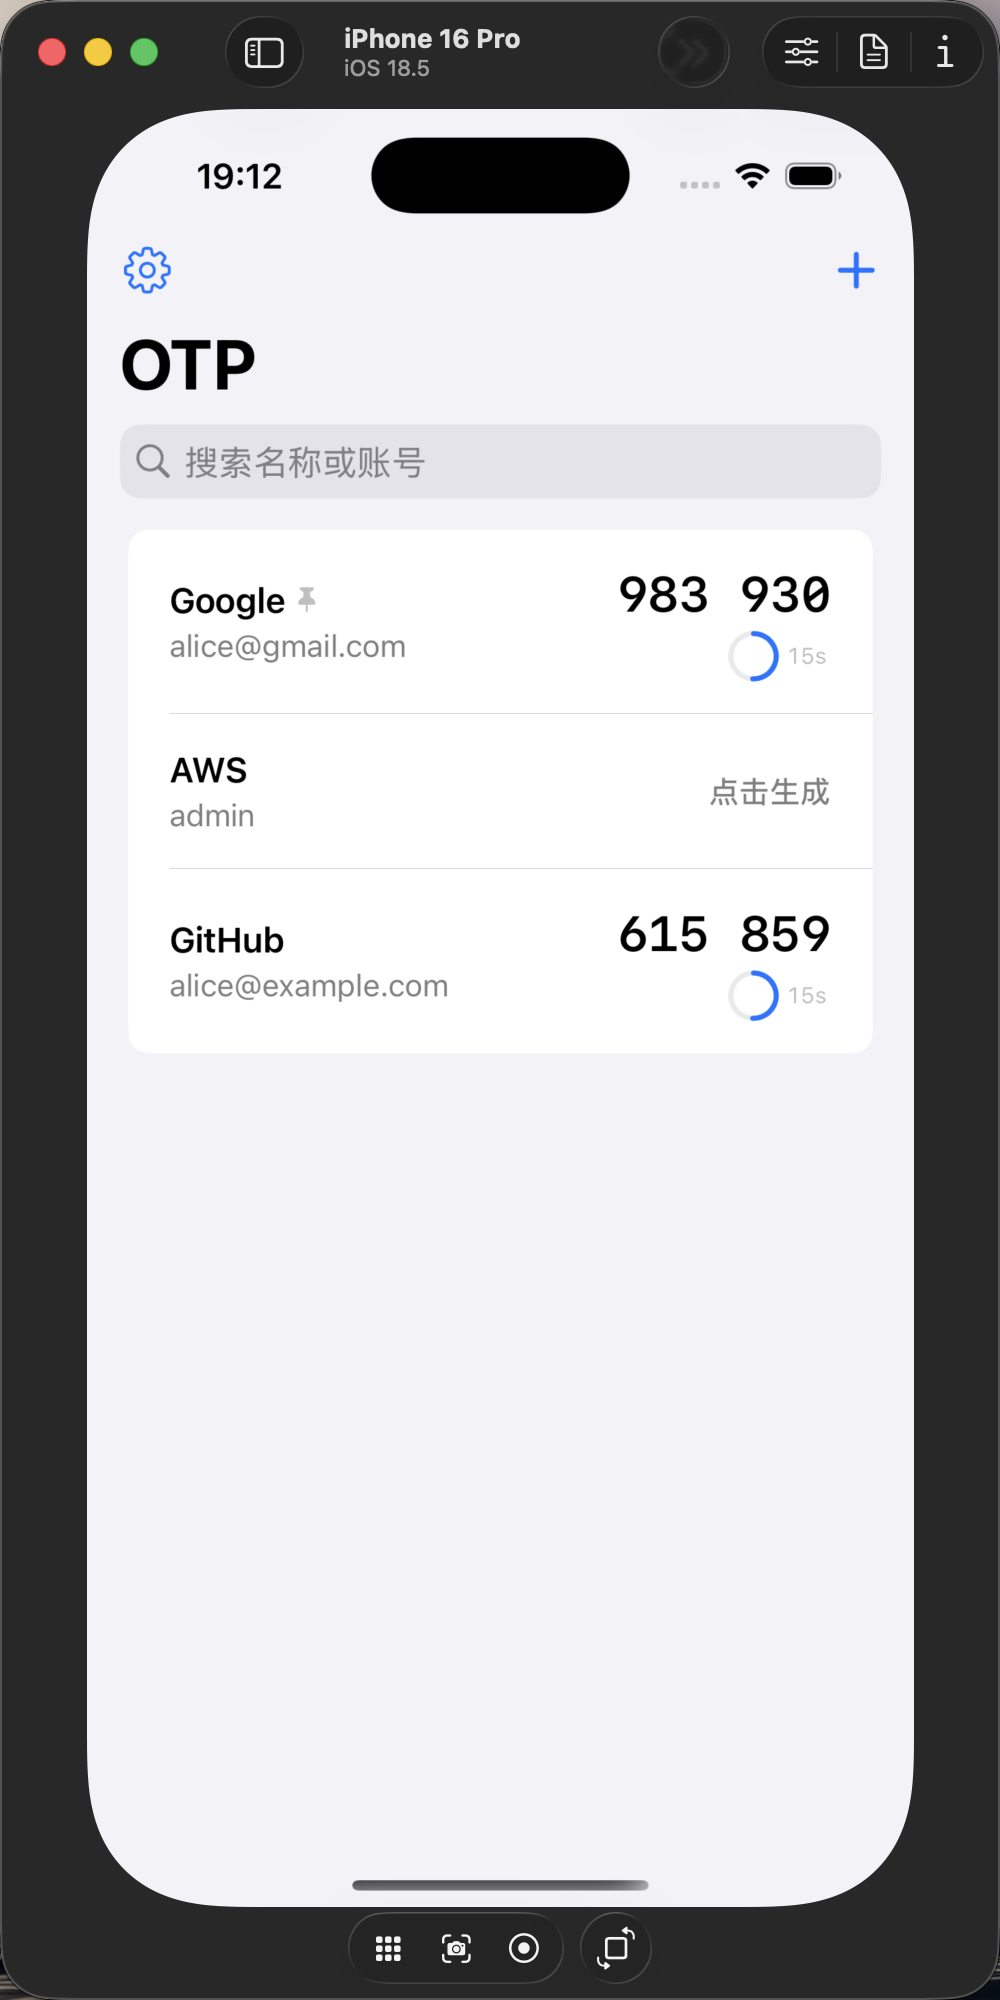 iPhone 16 Pro
iOS 18.5
19:12
OTP
搜索名称或账号
Google
983 930
alice@gmail.com
15s
AWS
admin
点击生成
GitHub
615 859
alice@example.com
15s